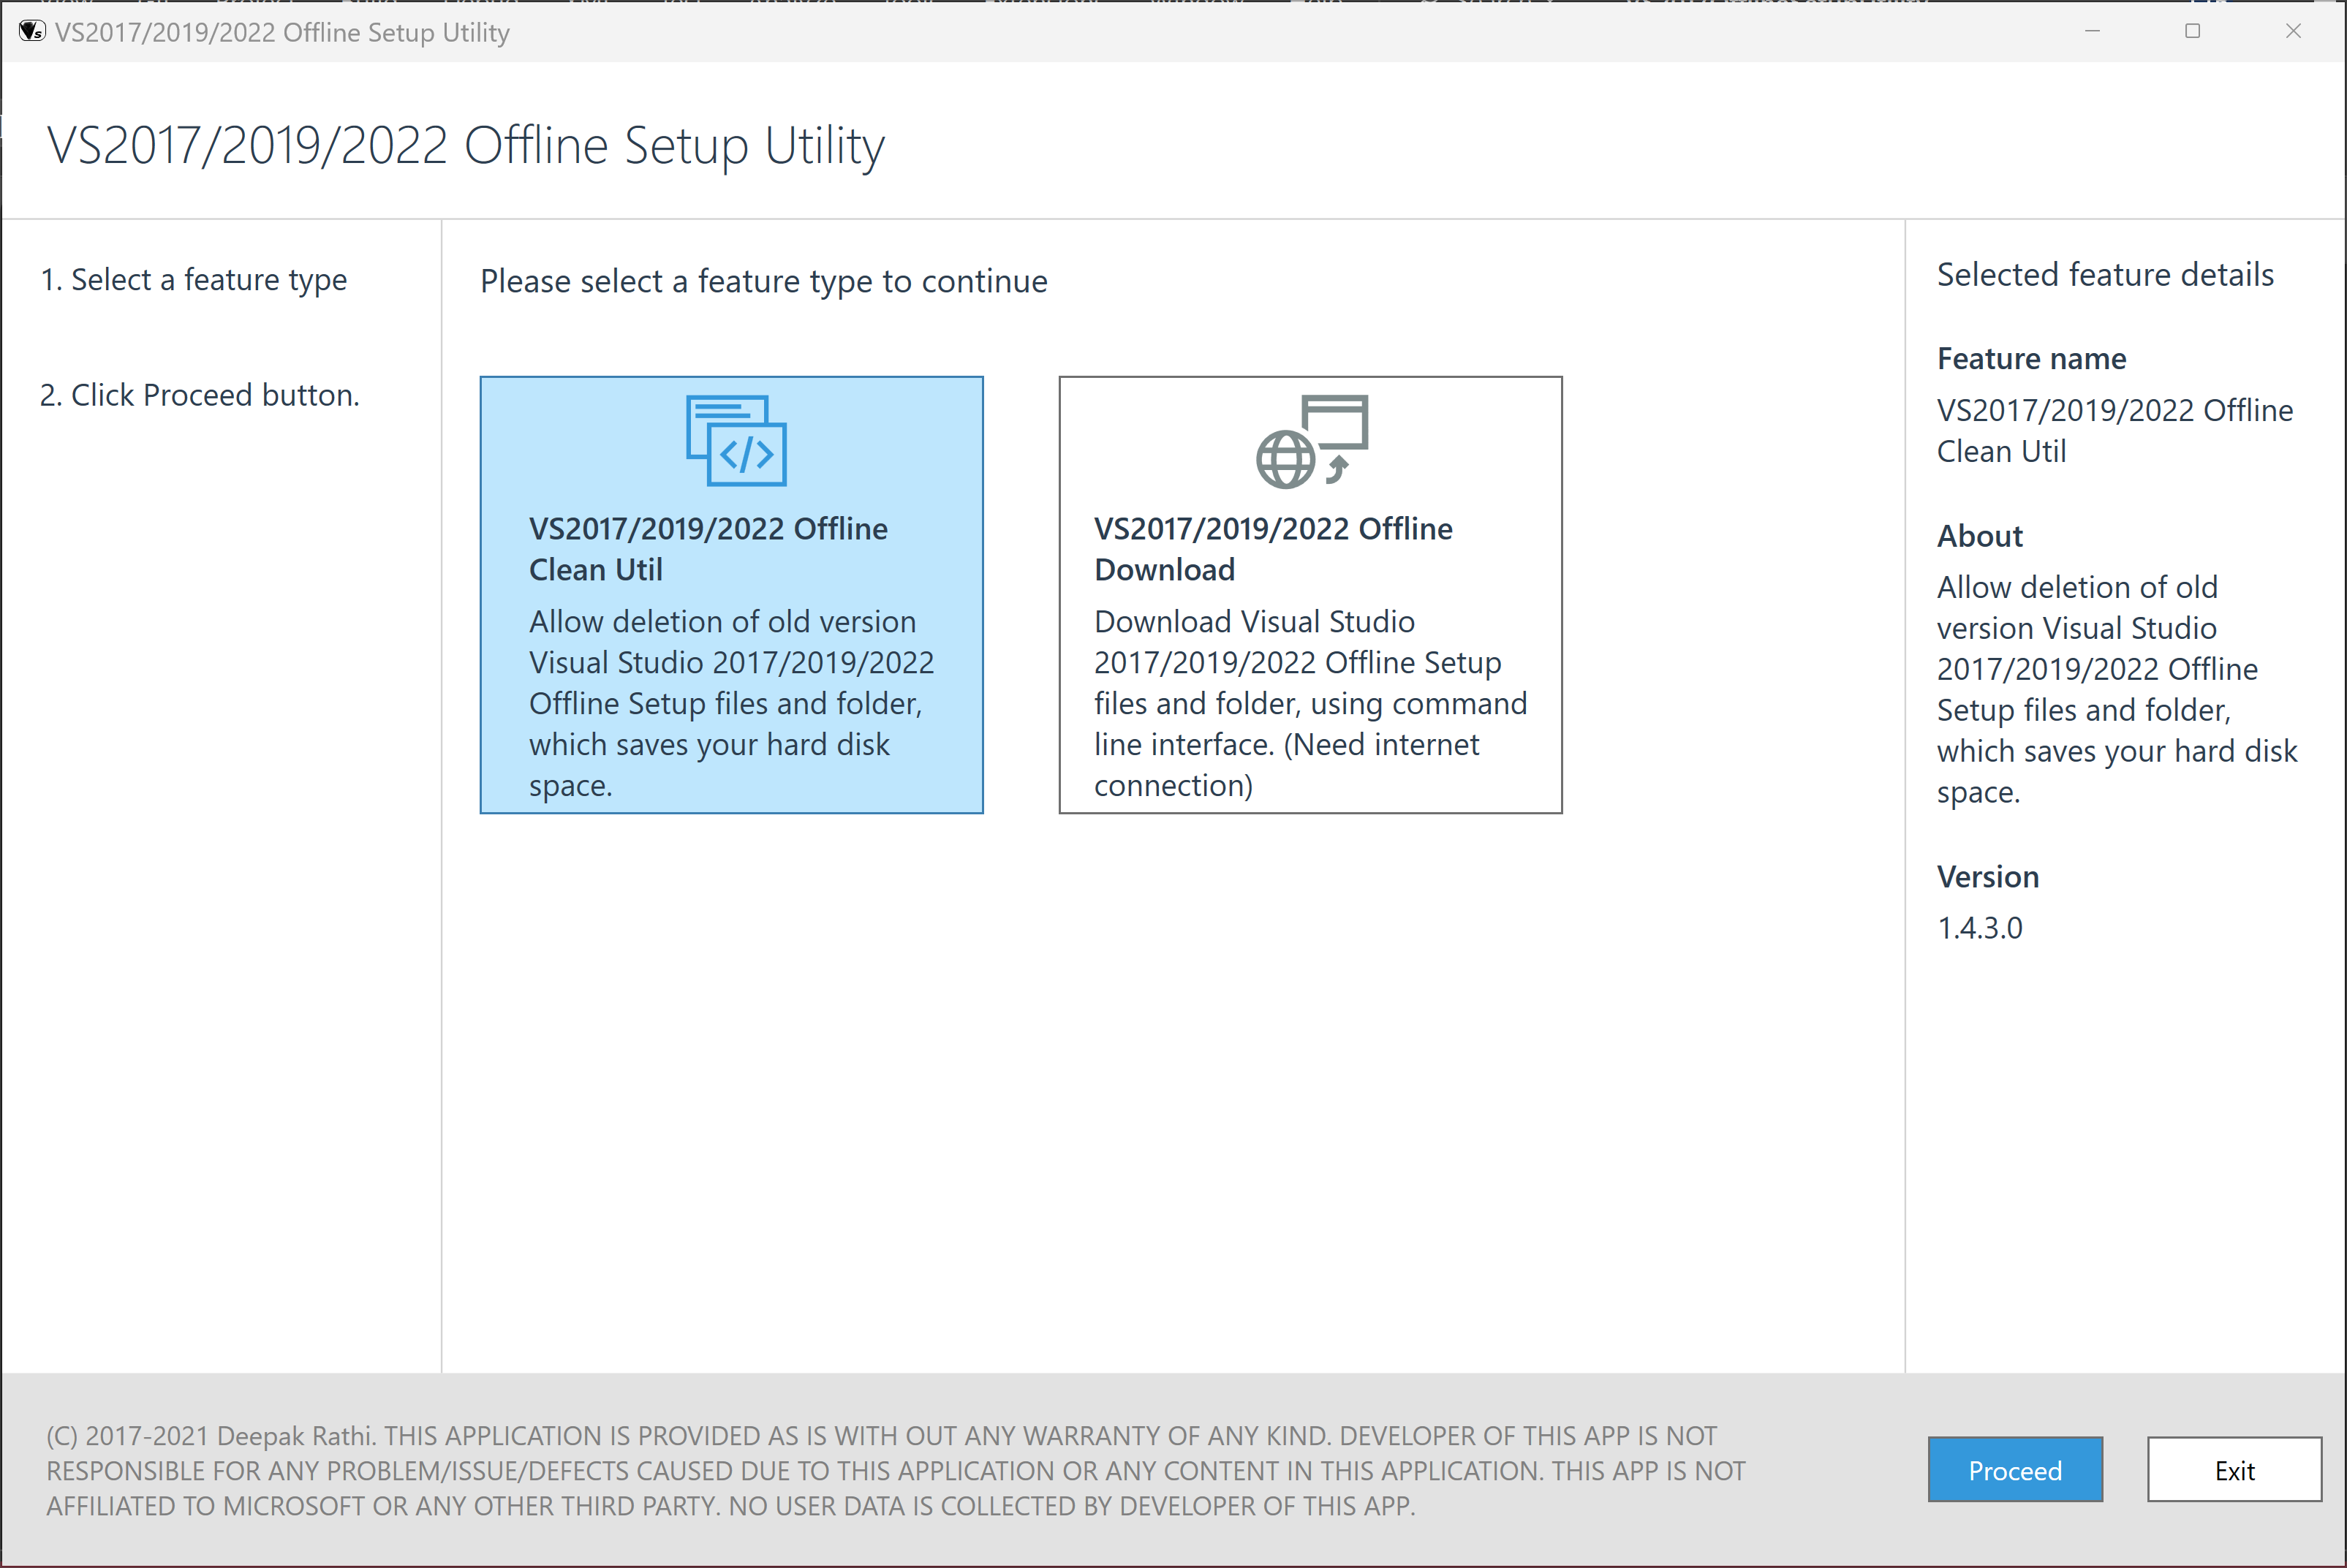 VS2017/2019/2022 Offline Setup Utility
VS2017/2019/2022 Offline Setup Utility
1. Select a feature type
2. Click Proceed button.
Please select a feature type to continue
VS2017/2019/2022 Offline
Clean Util
Allow deletion of old version
Visual Studio 2017/2019/2022
Offline Setup files and folder,
which saves your hard disk
space.
VS2017/2019/2022 Offline
Download
Download Visual Studio
2017/2019/2022 Offline Setup
files and folder, using command
line interface. (Need internet
connection)
Selected feature details
Feature name
VS2017/2019/2022 Offline
Clean Util
About
Allow deletion of old
version Visual Studio
2017/2019/2022 Offline
Setup files and folder,
which saves your hard disk
space.
Version
1.4.3.0
(C) 2017-2021 Deepak Rathi. THIS APPLICATION IS PROVIDED AS IS WITH OUT ANY WARRANTY OF ANY KIND. DEVELOPER OF THIS APP IS NOT
RESPONSIBLE FOR ANY PROBLEM/ISSUE/DEFECTS CAUSED DUE TO THIS APPLICATION OR ANY CONTENT IN THIS APPLICATION. THIS APP IS NOT
AFFILIATED TO MICROSOFT OR ANY OTHER THIRD PARTY. NO USER DATA IS COLLECTED BY DEVELOPER OF THIS APP.
Proceed
Exit